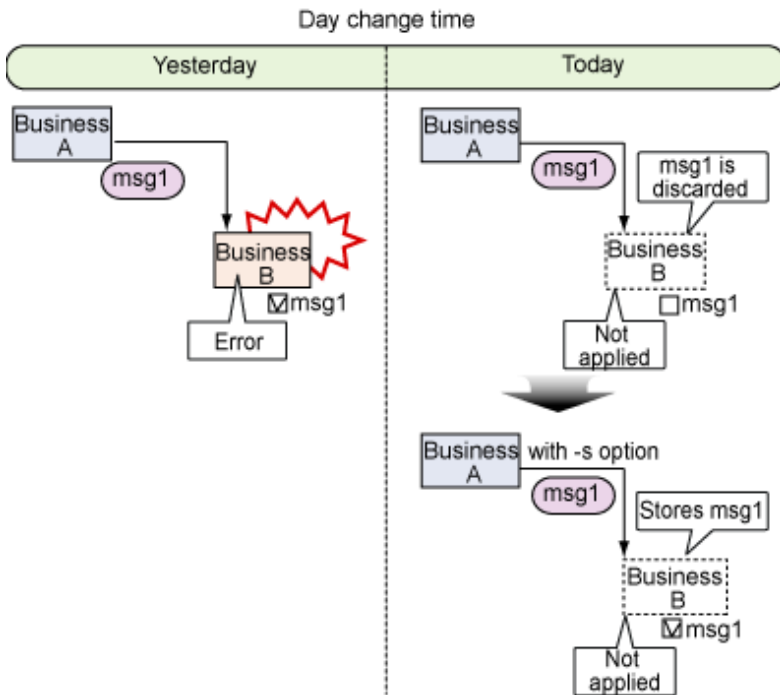 Day change time
Yesterday
Today
Business
A
msg1
Business
B
msg1
Error
Business
A
msg1
msg1 is
discarded
Business
B
msg1
Not
applied
Business
A
with -s option
msg1
Stores msg1
Business
B
msg1
Not
applied